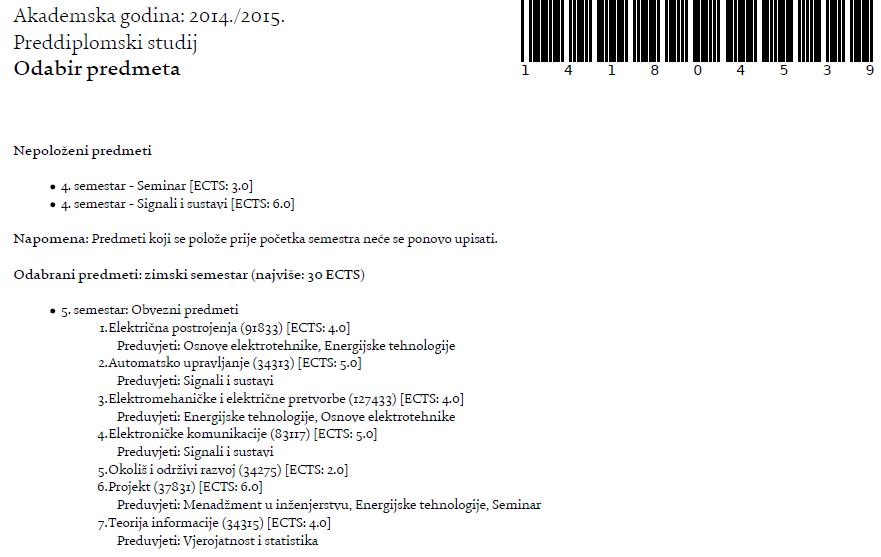 Akademska godina: 2014./2015.
Preddiplomski studij
Odabir predmeta
1 4 1 8 0 4 5 3 9
Nepoloženi predmeti
• 4. semestar - Seminar [ECTS: 3.0]
• 4. semestar - Signali i sustavi [ECTS: 6.0]
Napomena: Predmeti koji se polože prije početka semestra neće se ponovo upisati.
Odabrani predmeti: zimski semestar (najviše: 30 ECTS)
• 5. semestar: Obvezni predmeti
1.Električna postrojenja (91833) [ECTS: 4.0]
Preduvjeti: Osnove elektrotehnike, Energijske tehnologije
2.Automatsko upravljanje (34313) [ECTS: 5.0]
Preduvjeti: Signali i sustavi
3.Elektromehaničke i električne pretvorbe (127433) [ECTS: 4.0]
Preduvjeti: Energijske tehnologije, Osnove elektrotehnike
4.Elektroničke komunikacije (83117) [ECTS: 5.0]
Preduvjeti: Signali i sustavi
5.Okoliš i održivi razvoj (34275) [ECTS: 2.0]
6.Projekt (37831) [ECTS: 6.0]
Preduvjeti: Menadžment u inženjerstvu, Energijske tehnologije, Seminar
7.Teorija informacije (34315) [ECTS: 4.0]
Preduvjeti: Vjerojatnost i statistika